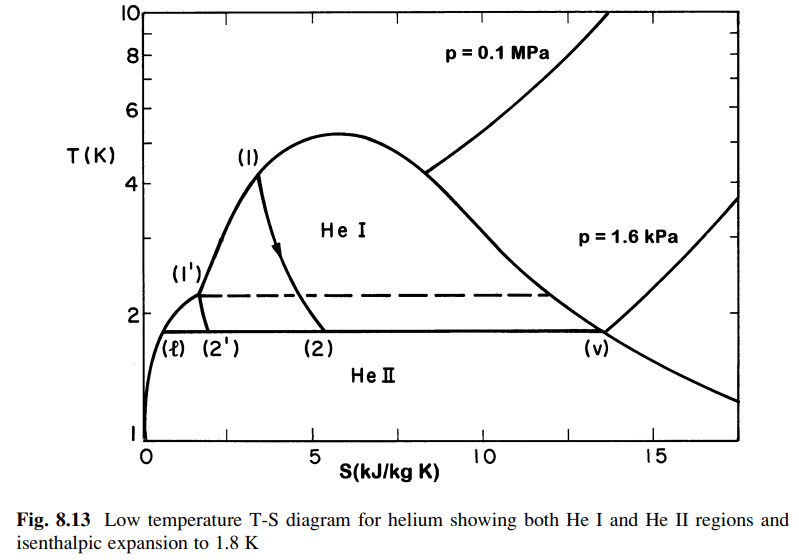 10
8
6
4
2
1
T(K)
p = 0.1 MPa
(l)
He I
p = 1.6 kPa
(l')
(ℓ)
(2')
(2)
(v)
He II
0
5
10
15
S(kJ/kg K)
Fig. 8.13 Low temperature T-S diagram for helium showing both He I and He II regions and
isenthalpic expansion to 1.8 K